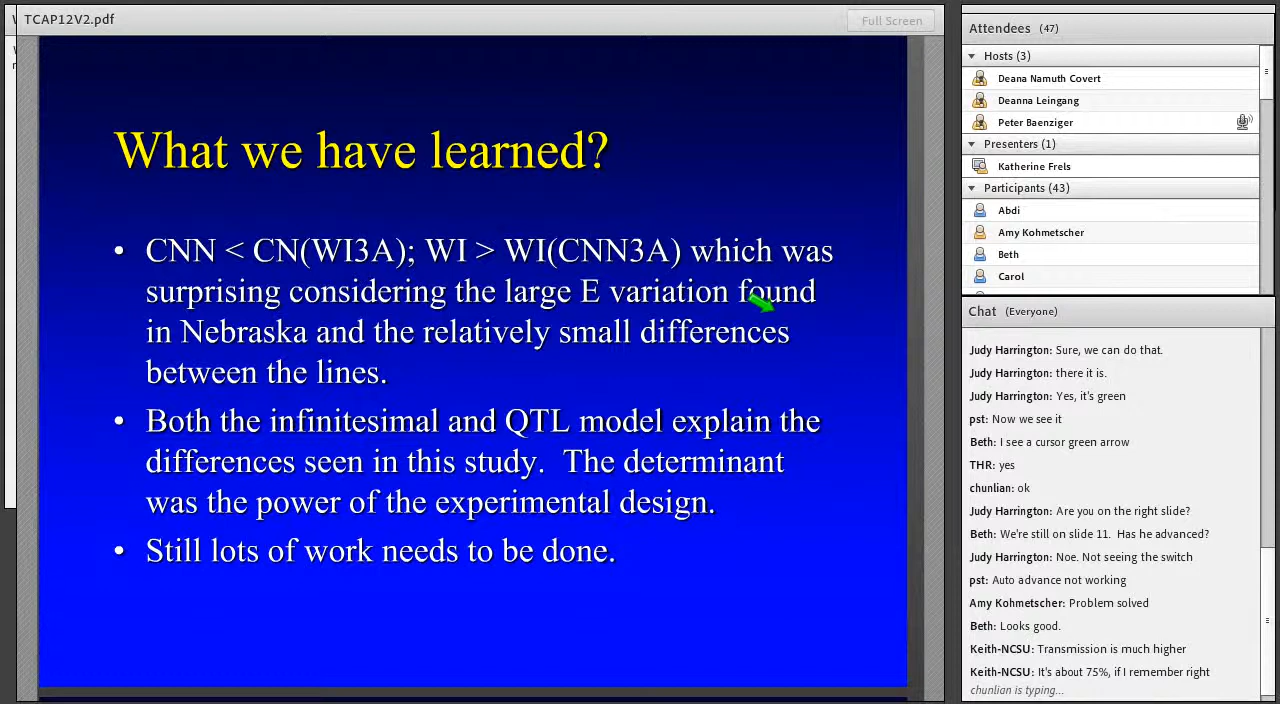 TCAP12V2.pdf
Full Screen
What we have learned?
• CNN < CN(WI3A); WI > WI(CNN3A) which was
surprising considering the large E variation found
in Nebraska and the relatively small differences
between the lines.
• Both the infinitesimal and QTL model explain the
differences seen in this study.  The determinant
was the power of the experimental design.
• Still lots of work needs to be done.
Attendees (47)
Hosts (3)
Deana Namuth Covert
Deanna Leingang
Peter Baenziger
Presenters (1)
Katherine Frels
Participants (43)
Abdi
Amy Kohmetscher
Beth
Carol
Chat (Everyone)
Judy Harrington: Sure, we can do that.
Judy Harrington: there it is.
Judy Harrington: Yes, it's green
pst: Now we see it
Beth: I see a cursor green arrow
THR: yes
chunlian: ok
Judy Harrington: Are you on the right slide?
Beth: We're still on slide 11.  Has he advanced?
Judy Harrington: Noe. Not seeing the switch
pst: Auto advance not working
Amy Kohmetscher: Problem solved
Beth: Looks good.
Keith-NCSU: Transmission is much higher
Keith-NCSU: It's about 75%, if I remember right
chunlian is typing...